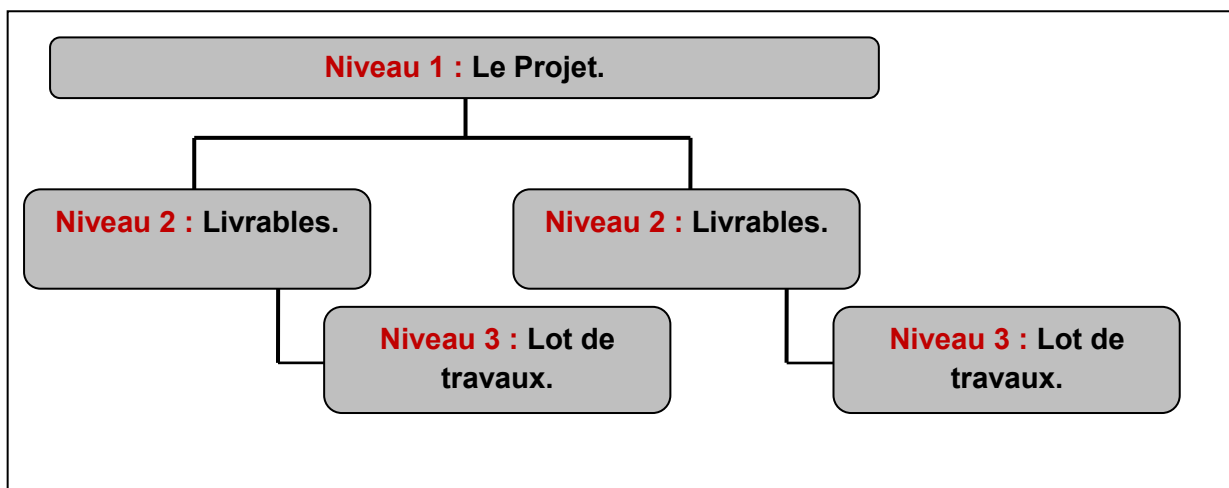 Niveau 1 : Le Projet.
Niveau 2 : Livrables.
Niveau 2 : Livrables.
Niveau 3 : Lot de
travaux.
Niveau 3 : Lot de
travaux.